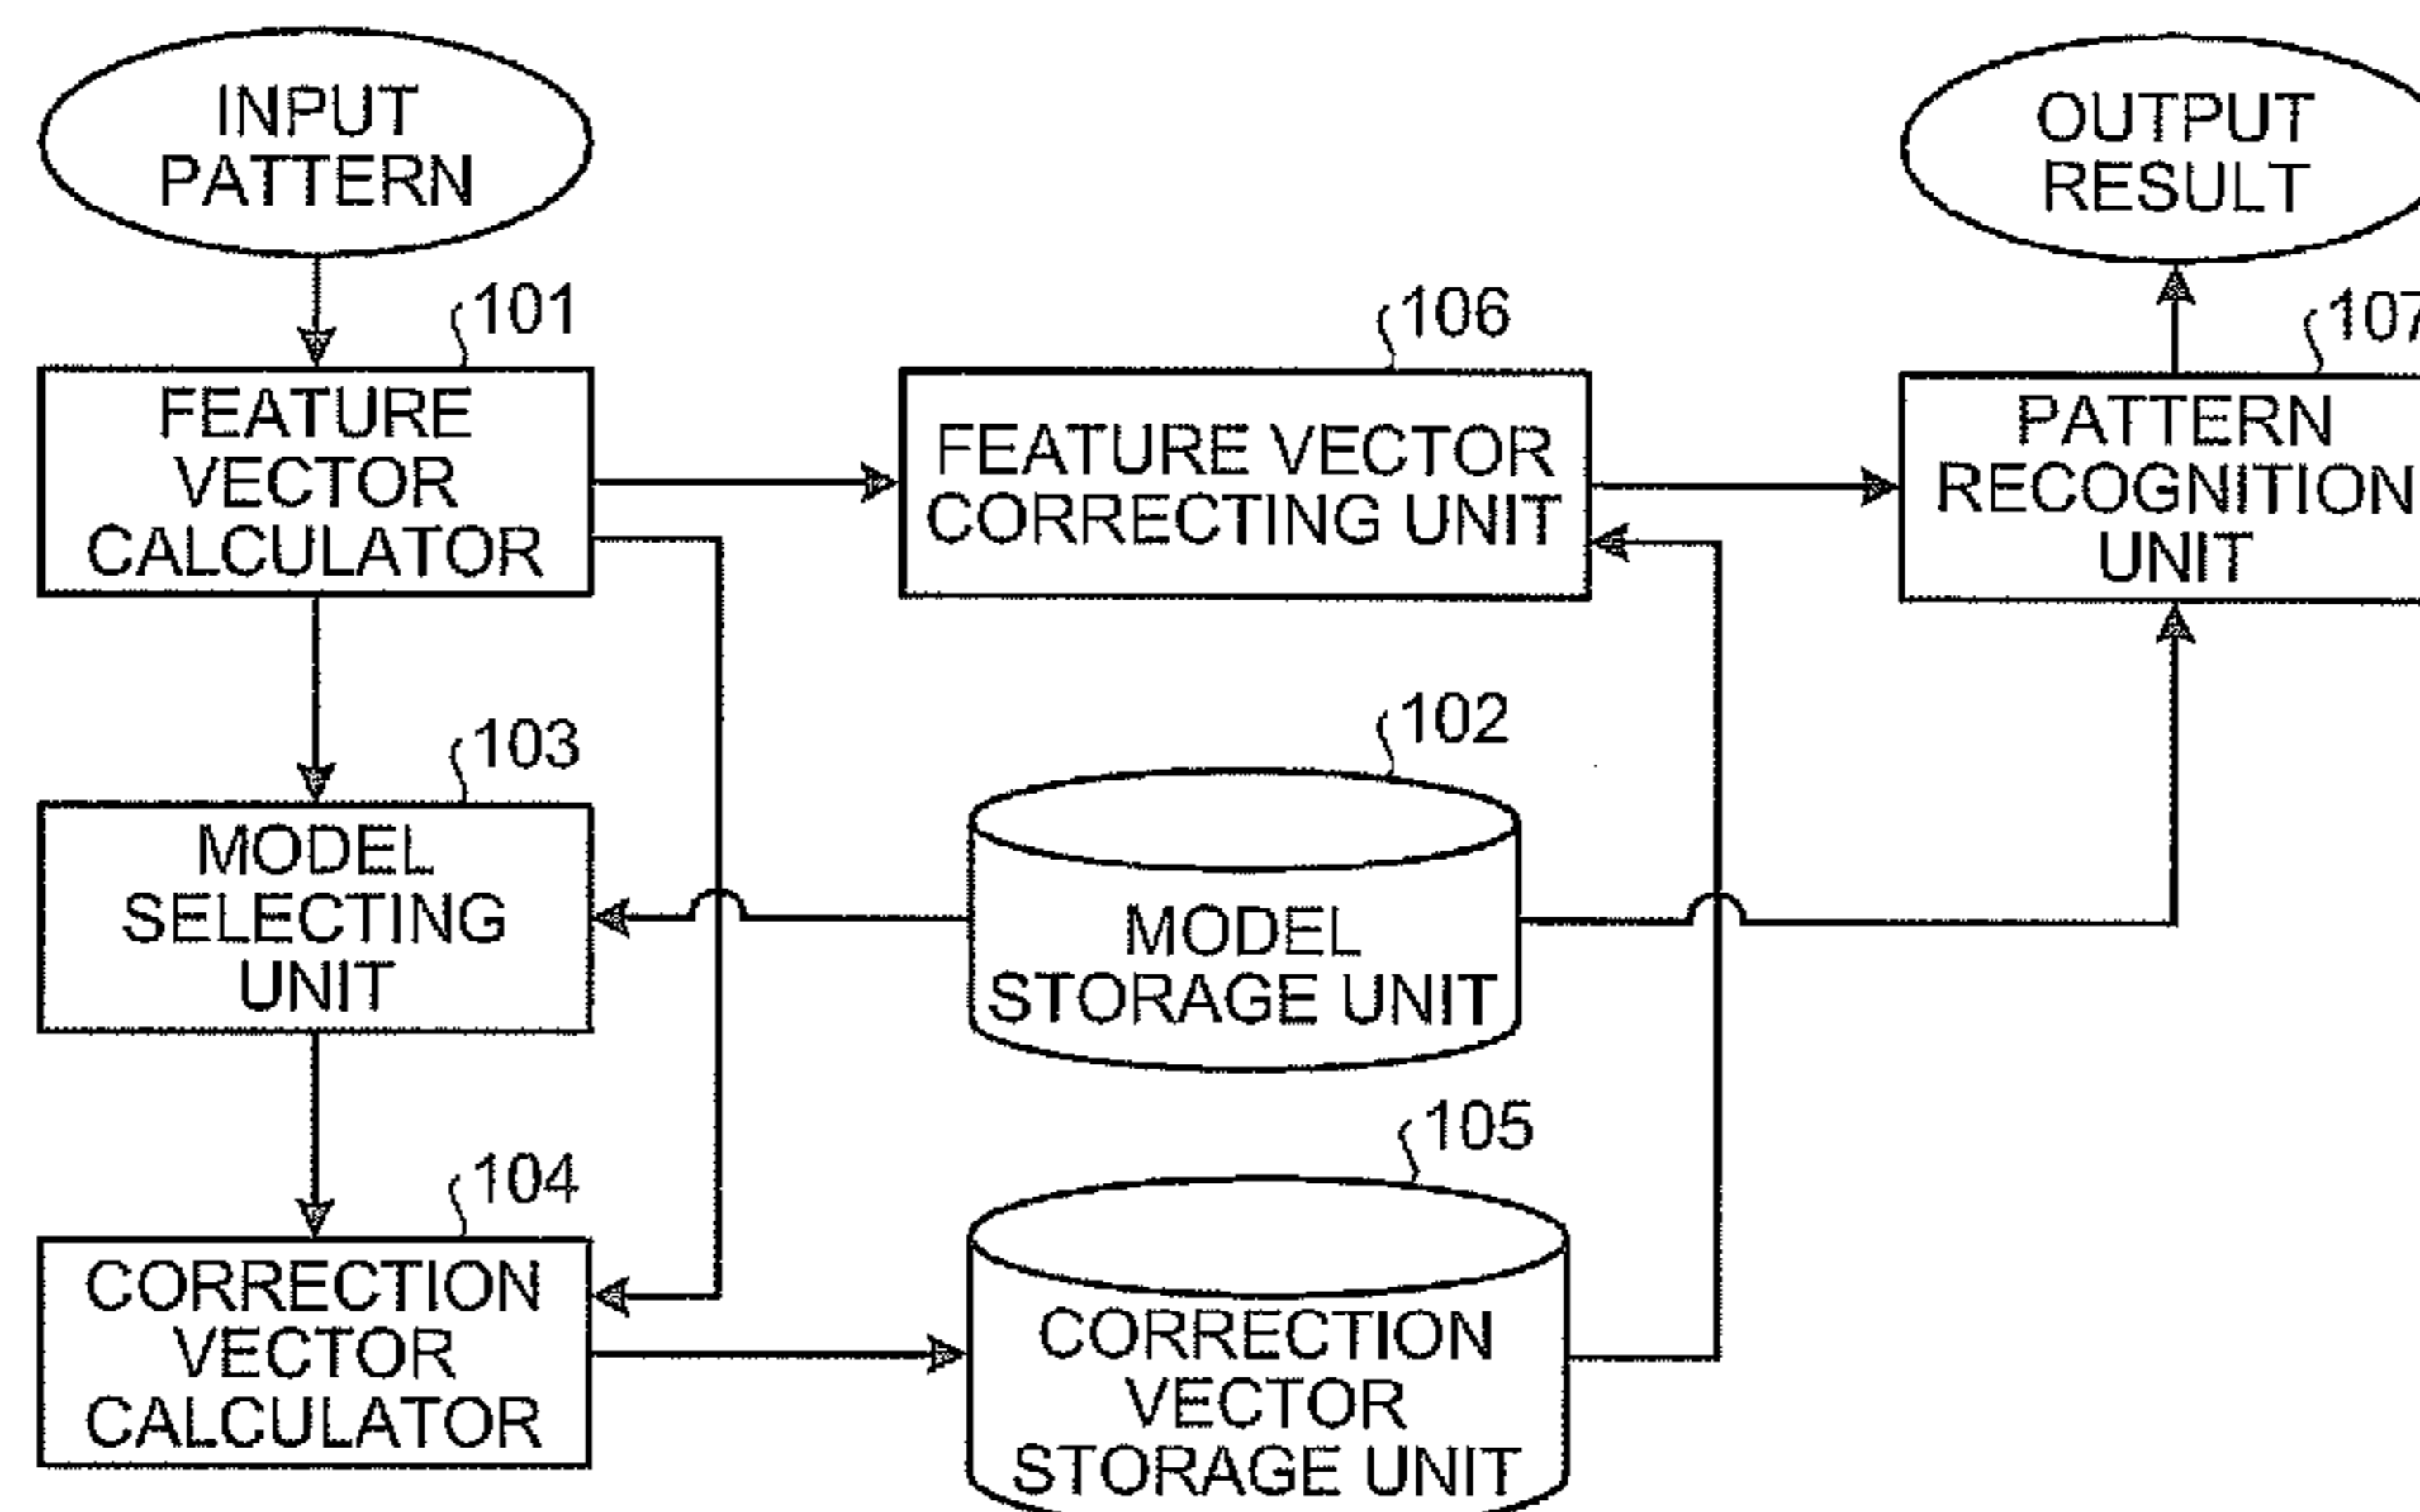 INPUT
PATTERN
OUTPUT
RESULT
101
FEATURE
VECTOR
CALCULATOR
106
FEATURE VECTOR
CORRECTING UNIT
107
PATTERN
RECOGNITION
UNIT
103
MODEL
SELECTING
UNIT
102
MODEL
STORAGE UNIT
104
CORRECTION
VECTOR
CALCULATOR
105
CORRECTION
VECTOR
STORAGE UNIT